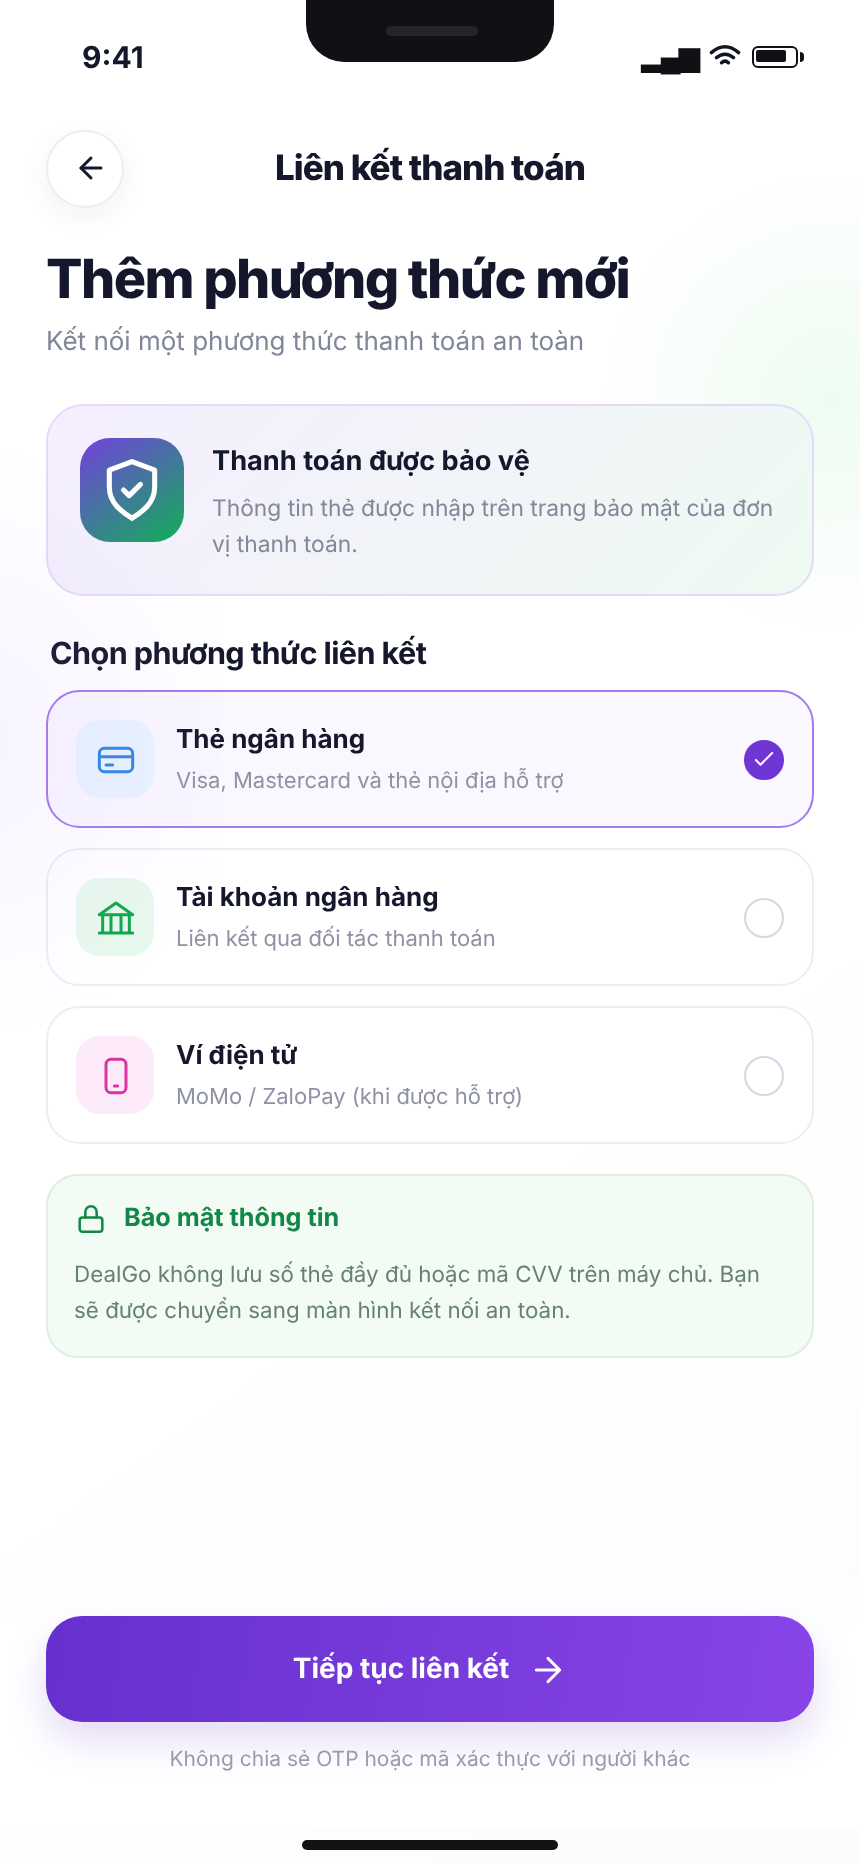 9:41
Liên kết thanh toán
Thêm phương thức mới
Kết nối một phương thức thanh toán an toàn
Thanh toán được bảo vệ
Thông tin thẻ được nhập trên trang bảo mật của đơn
vị thanh toán.
Chọn phương thức liên kết
Thẻ ngân hàng
Visa, Mastercard và thẻ nội địa hỗ trợ
Tài khoản ngân hàng
Liên kết qua đối tác thanh toán
Ví điện tử
MoMo / ZaloPay (khi được hỗ trợ)
Bảo mật thông tin
DealGo không lưu số thẻ đầy đủ hoặc mã CVV trên máy chủ. Bạn
sẽ được chuyển sang màn hình kết nối an toàn.
Tiếp tục liên kết
Không chia sẻ OTP hoặc mã xác thực với người khác